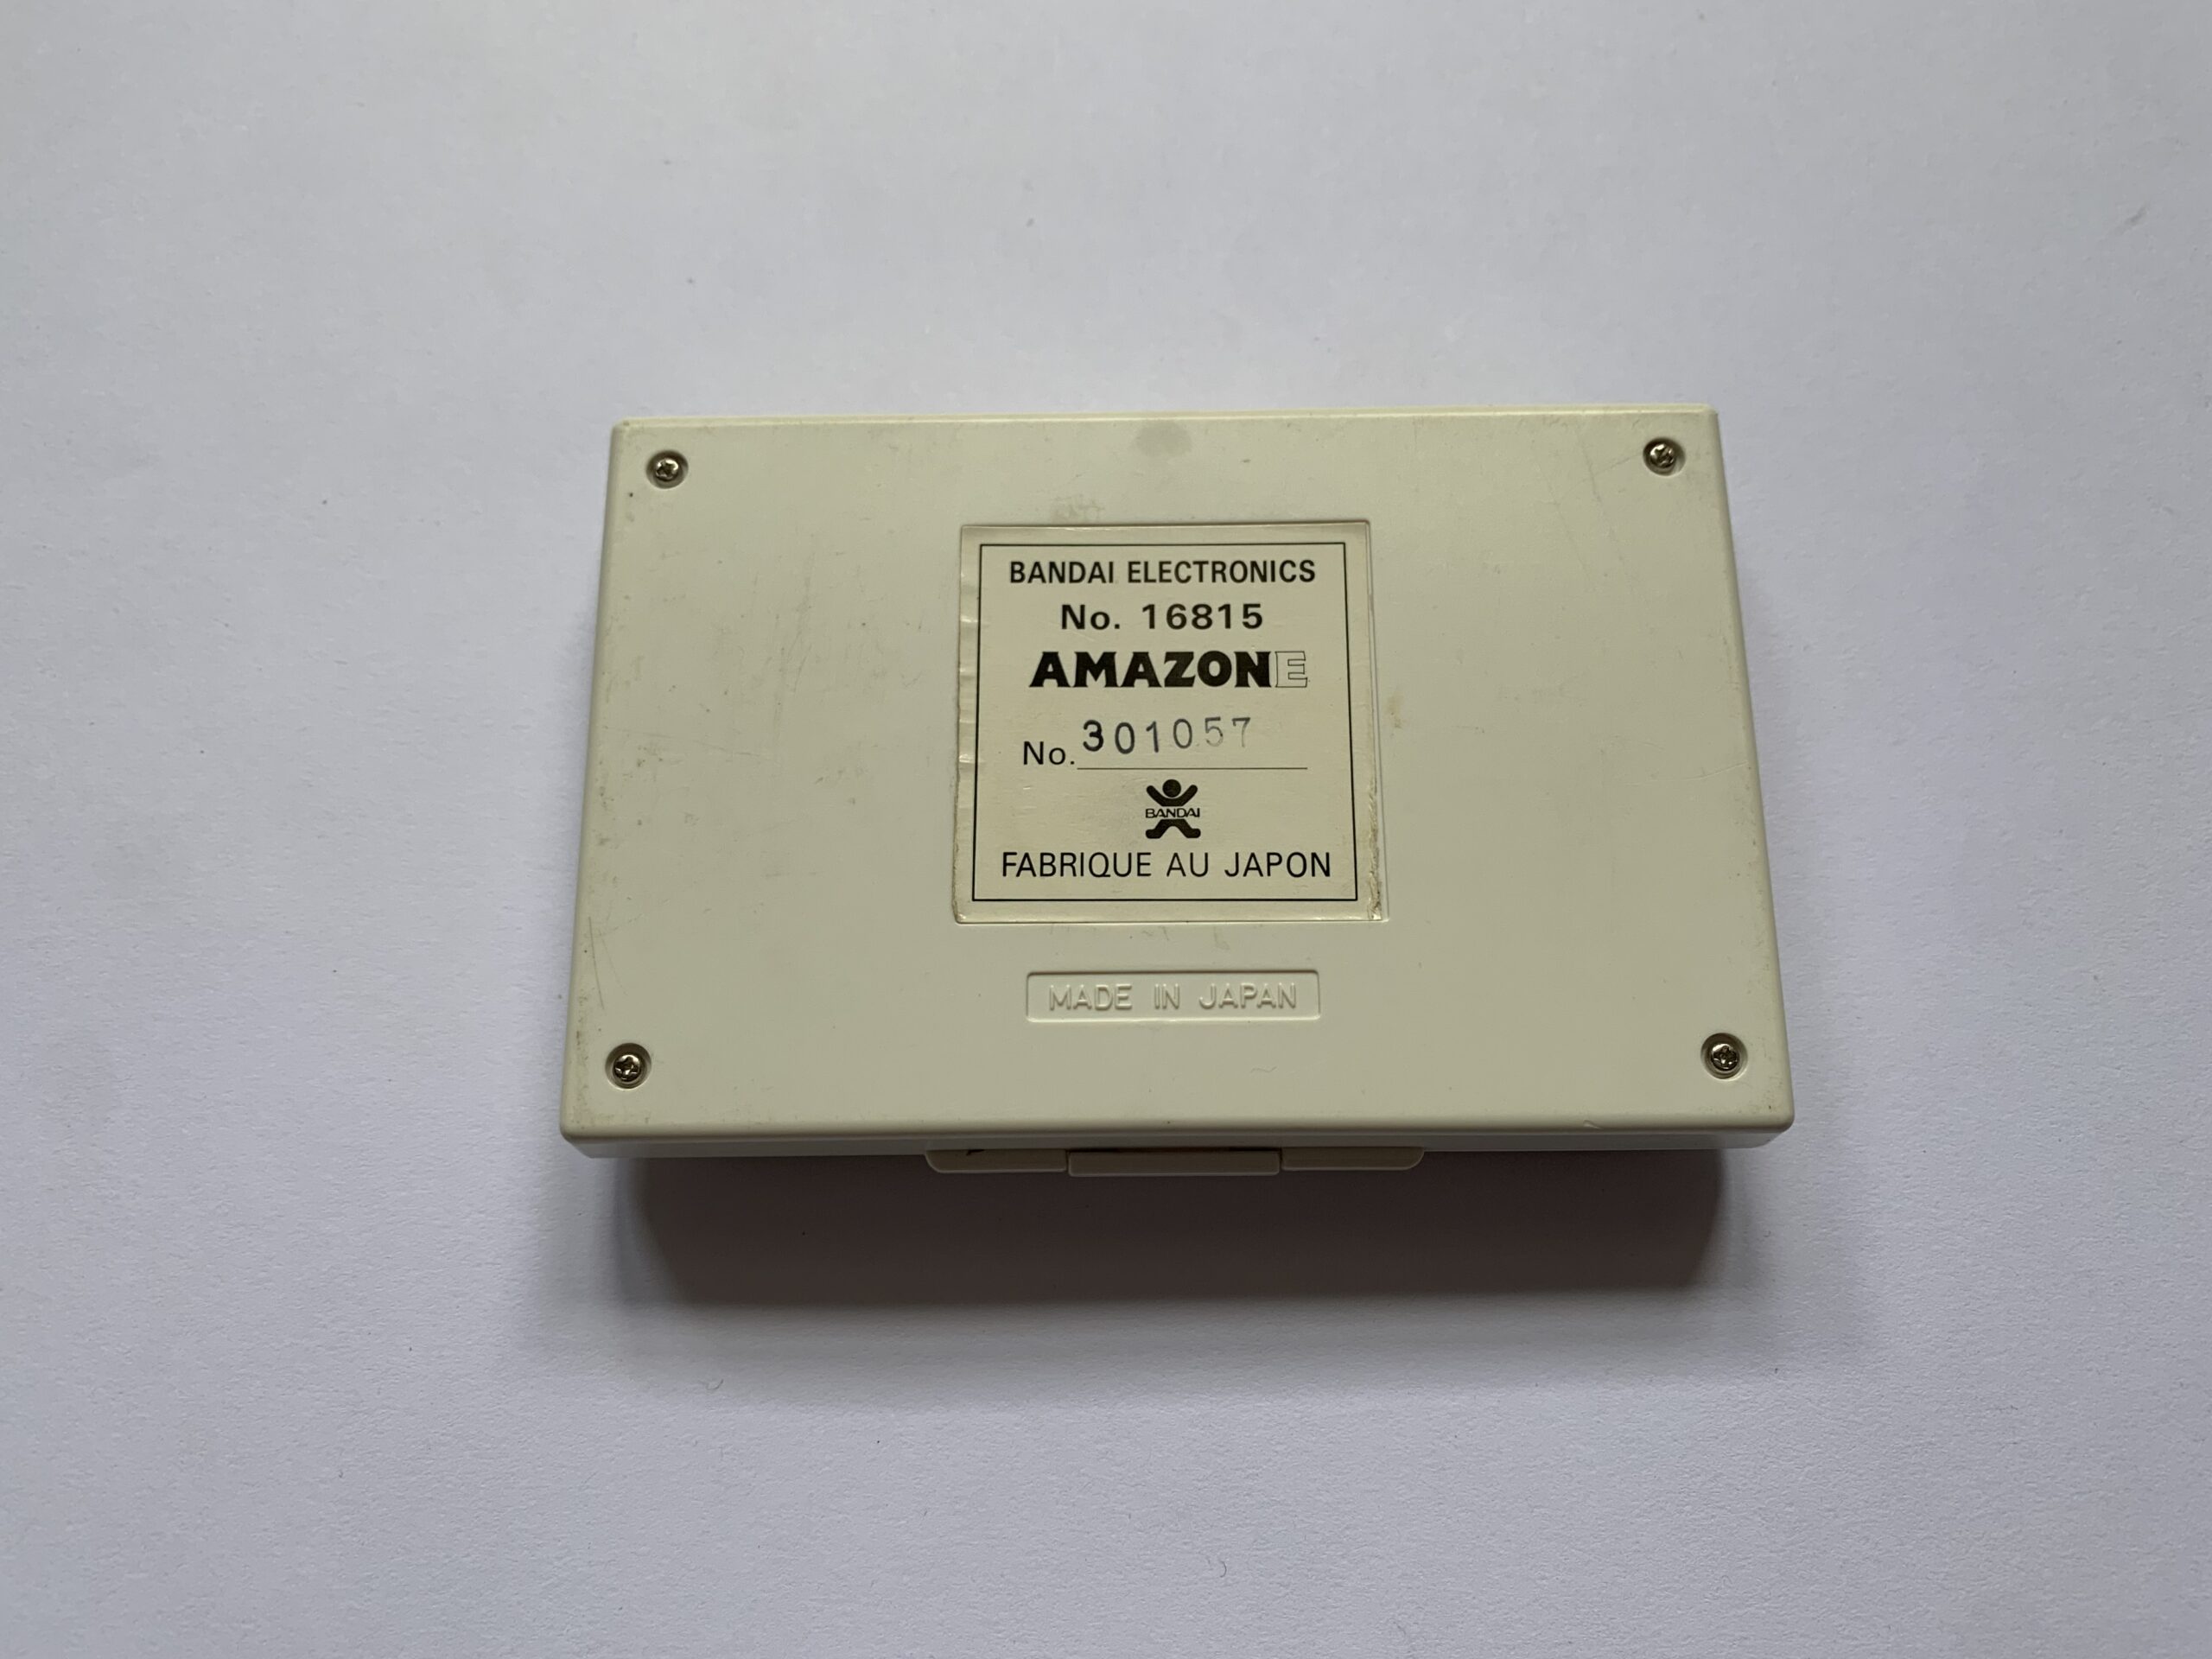 BANDAI ELECTRONICS
No. 16815
AMAZONE
No. 301057
BANDAI
FABRIQUE AU JAPON
MADE IN JAPAN